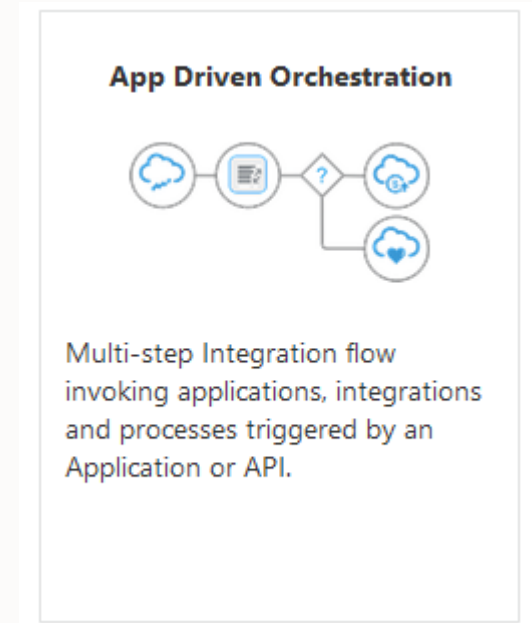 App Driven Orchestration
?
S
Multi-step Integration flow
invoking applications, integrations
and processes triggered by an
Application or API.